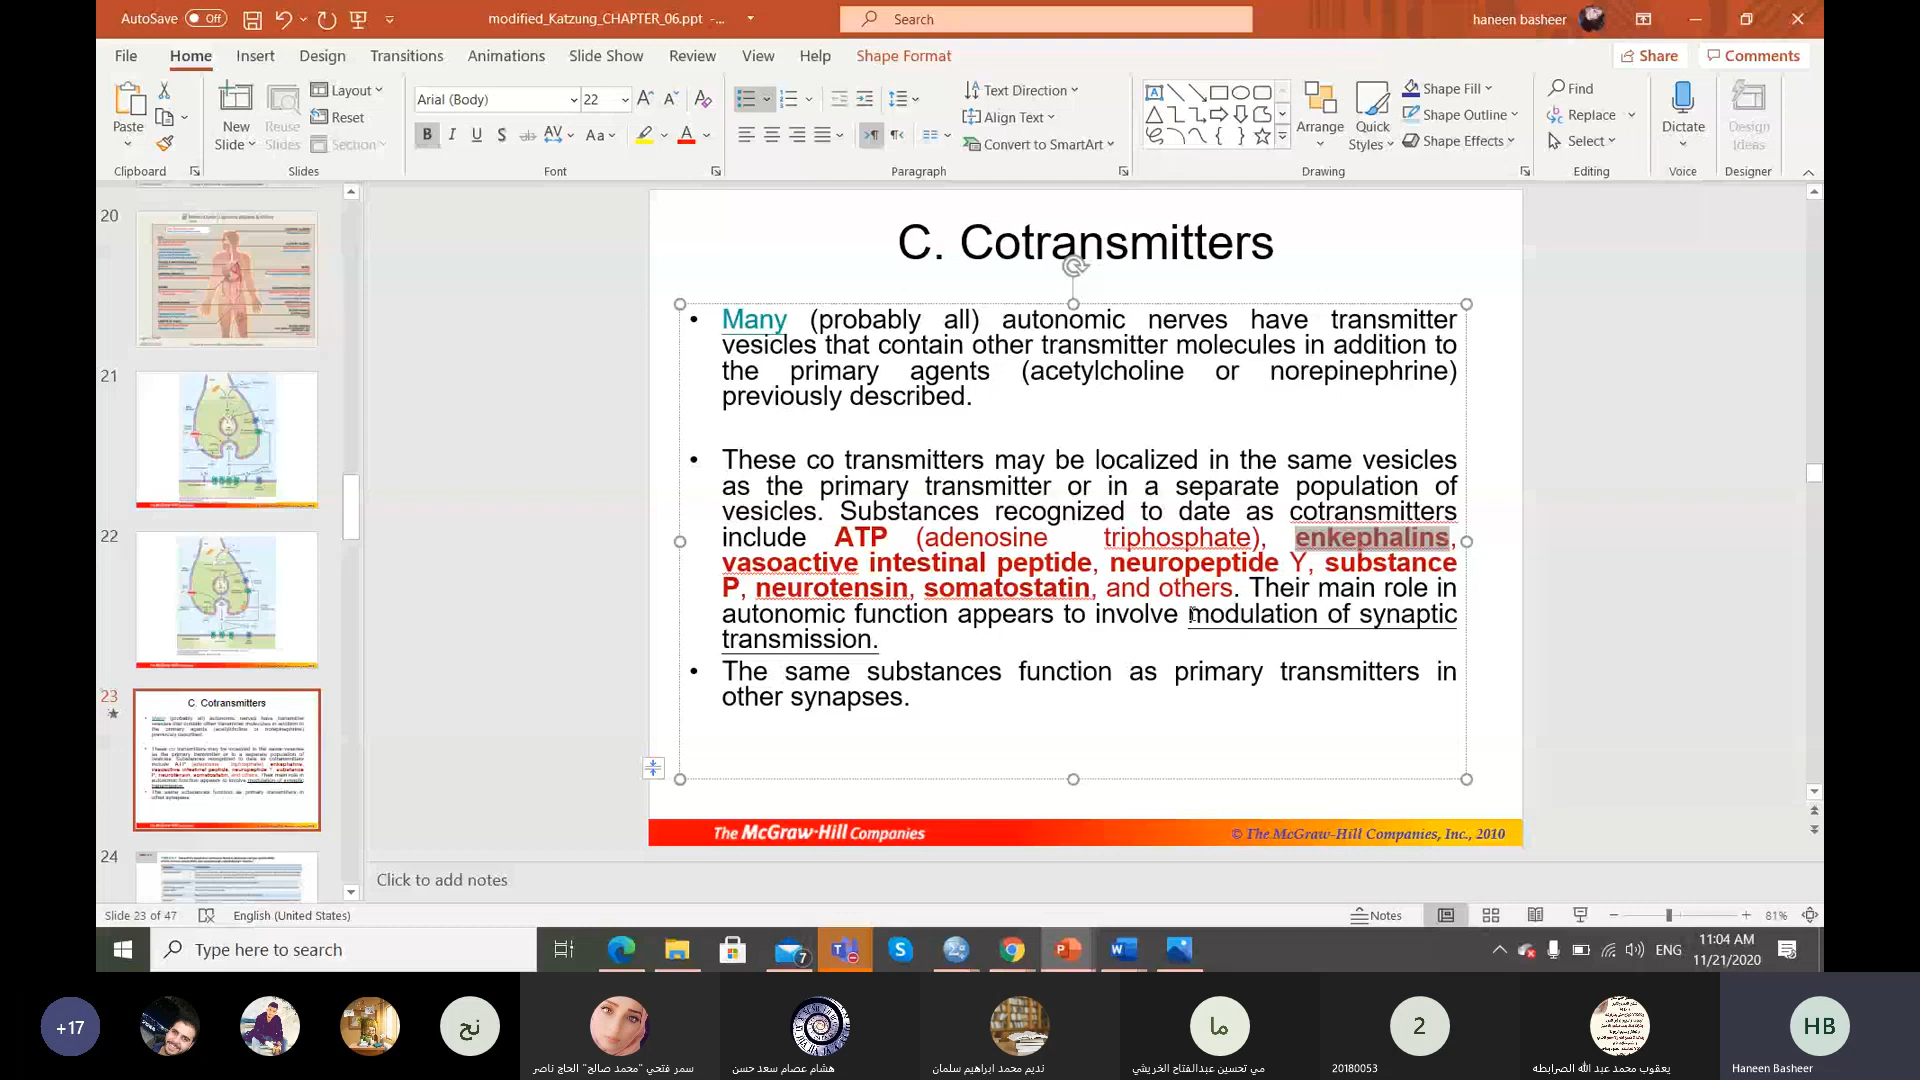 AutoSave Off modified_Katzung_CHAPTER_06.ppt -... Search haneen basheer
File Home Insert Design Transitions Animations Slide Show Review View Help Shape Format Share Comments
Paste New Slide Reuse Slides Layout Reset Section Arial (Body) 22 Text Direction Align Text Convert to SmartArt Arrange Quick Styles Shape Fill Shape Outline Shape Effects Find Replace Select Dictate Design Ideas
Clipboard Slides Font Paragraph Drawing Editing Voice Designer
20
21
22
23
24
C. Cotransmitters
• Many (probably all) autonomic nerves have transmitter
vesicles that contain other transmitter molecules in addition to
the primary agents (acetylcholine or norepinephrine)
previously described.
• These co transmitters may be localized in the same vesicles
as the primary transmitter or in a separate population of
vesicles. Substances recognized to date as cotransmitters
include ATP (adenosine triphosphate), enkephalins,
vasoactive intestinal peptide, neuropeptide Y, substance
P, neurotensin, somatostatin, and others. Their main role in
autonomic function appears to involve modulation of synaptic
transmission.
• The same substances function as primary transmitters in
other synapses.
The McGraw-Hill Companies © The McGraw-Hill Companies, Inc., 2010
Click to add notes
Slide 23 of 47 English (United States) Notes 81%
Type here to search 7 ENG 11:04 AM
11/21/2020
+17 نح ما 2 HB
سمر فتحي "محمد صالح" الحاج ناصر
هشام عصام سعد حسن
نديم محمد ابراهيم سلمان
مي تحسين عبدالفتاح الخريشي
20180053
يعقوب محمد عبد الله الصرابطه
Haneen Basheer